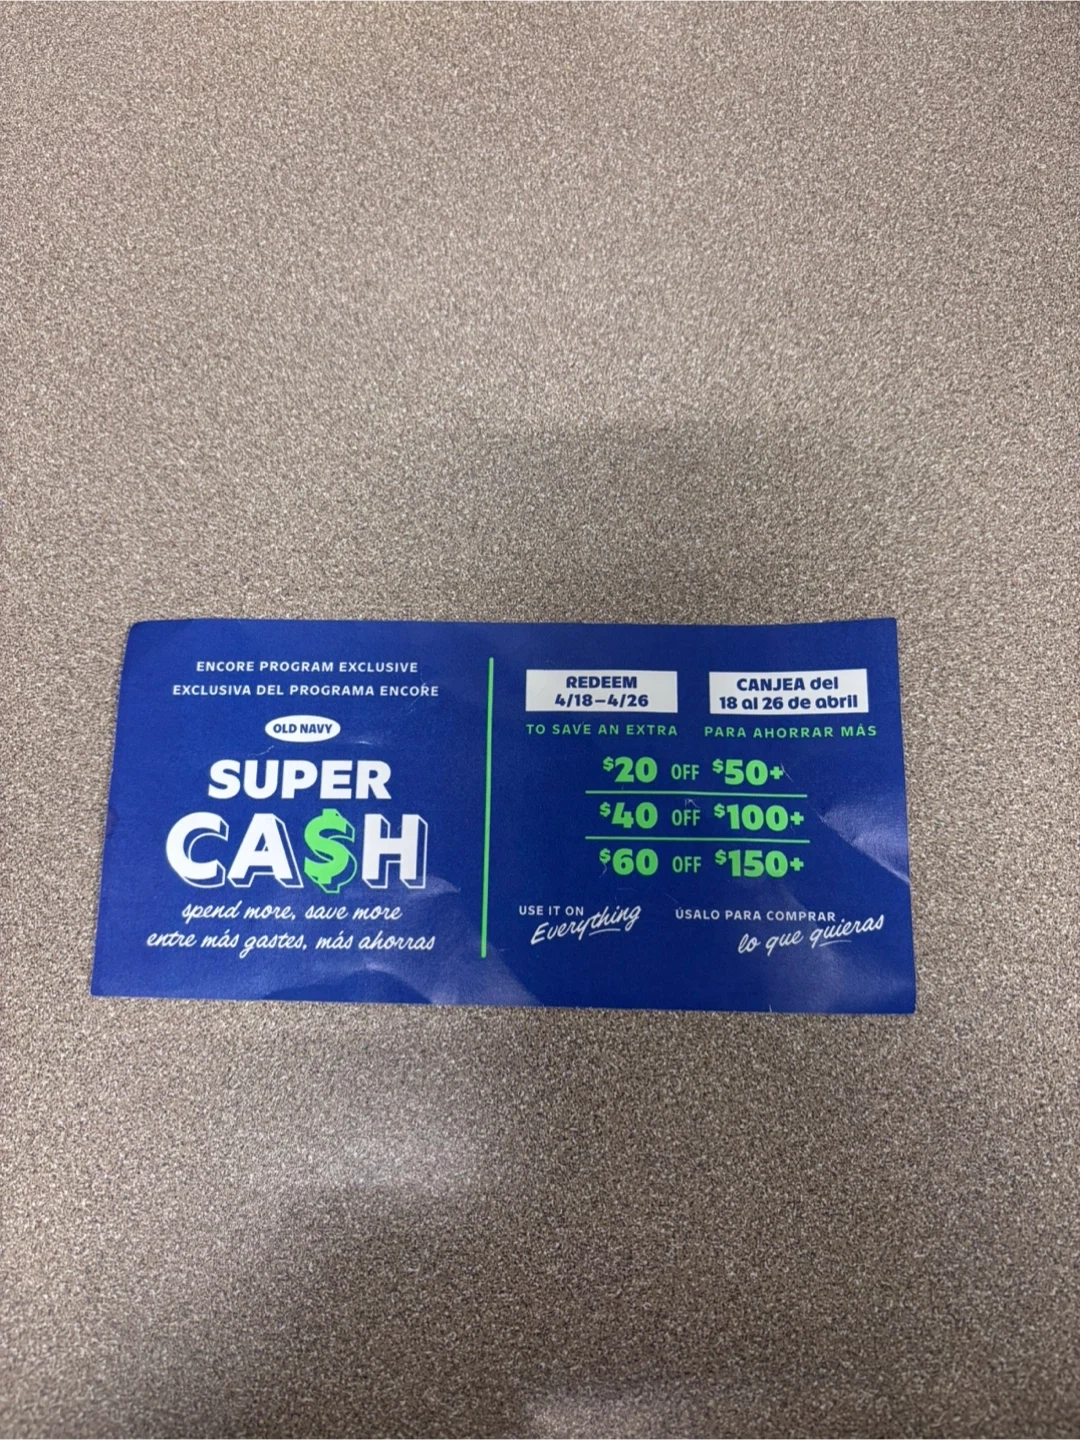 ENCORE PROGRAM EXCLUSIVE
EXCLUSIVA DEL PROGRAMA ENCORE
OLD NAVY
SUPER
CA$H
spend more, save more
entre más gastes, más ahorras
REDEEM
4/18–4/26
TO SAVE AN EXTRA
CANJEA del
18 al 26 de abril
PARA AHORRAR MÁS
$20 OFF $50+
$40 OFF $100+
$60 OFF $150+
USE IT ON
Everything
ÚSALO PARA COMPRAR
lo que quieras